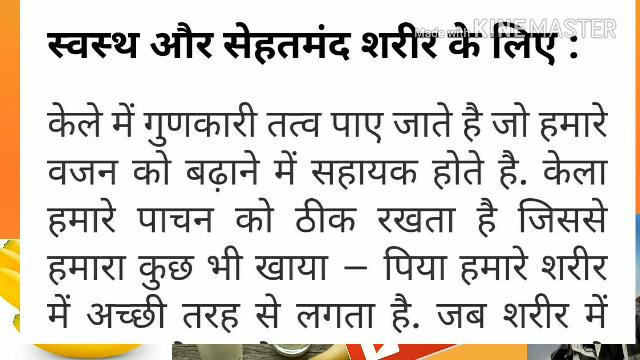 Made with KINEMASTER
स्वस्थ और सेहतमंद शरीर के लिए :
केले में गुणकारी तत्व पाए जाते है जो हमारे
वजन को बढ़ाने में सहायक होते है. केला
हमारे पाचन को ठीक रखता है जिससे
हमारा कुछ भी खाया – पिया हमारे शरीर
में अच्छी तरह से लगता है. जब शरीर में